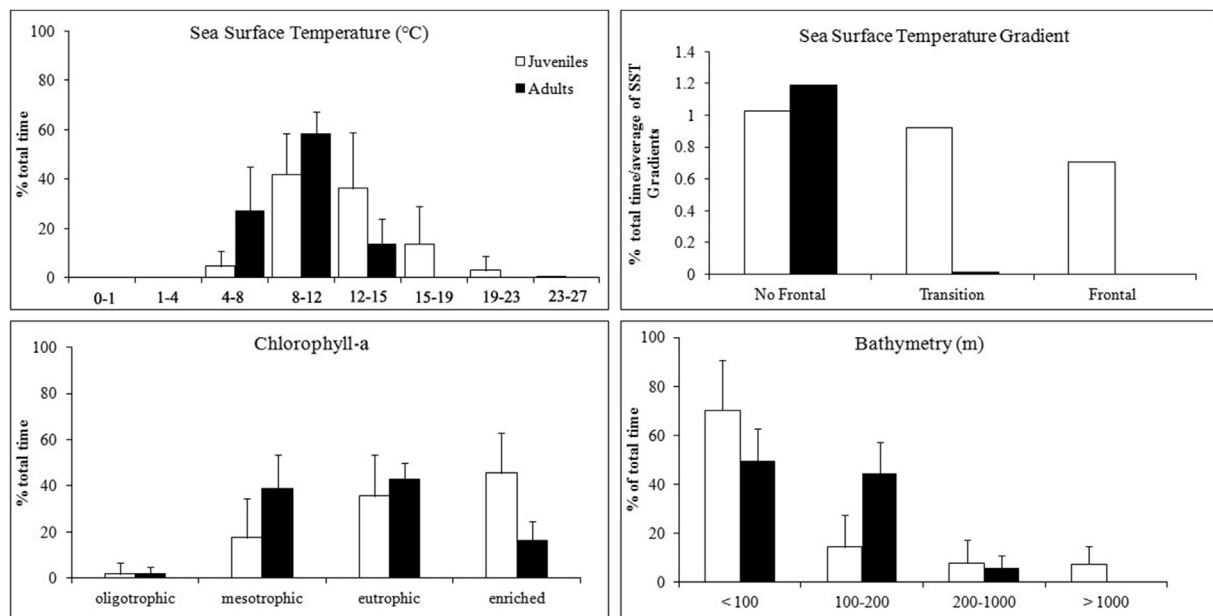 Sea Surface Temperature (°C)
% total time
100
80
60
40
20
0
Juveniles
Adults
0-1 1-4 4-8 8-12 12-15 15-19 19-23 23-27
Sea Surface Temperature Gradient
% total time/average of SST
Gradients
1.4
1.2
1
0.8
0.6
0.4
0.2
0
No Frontal Transition Frontal
Chlorophyll-a
% total time
100
80
60
40
20
0
oligotrophic mesotrophic eutrophic enriched
Bathymetry (m)
% of total time
100
80
60
40
20
0
< 100 100-200 200-1000 > 1000